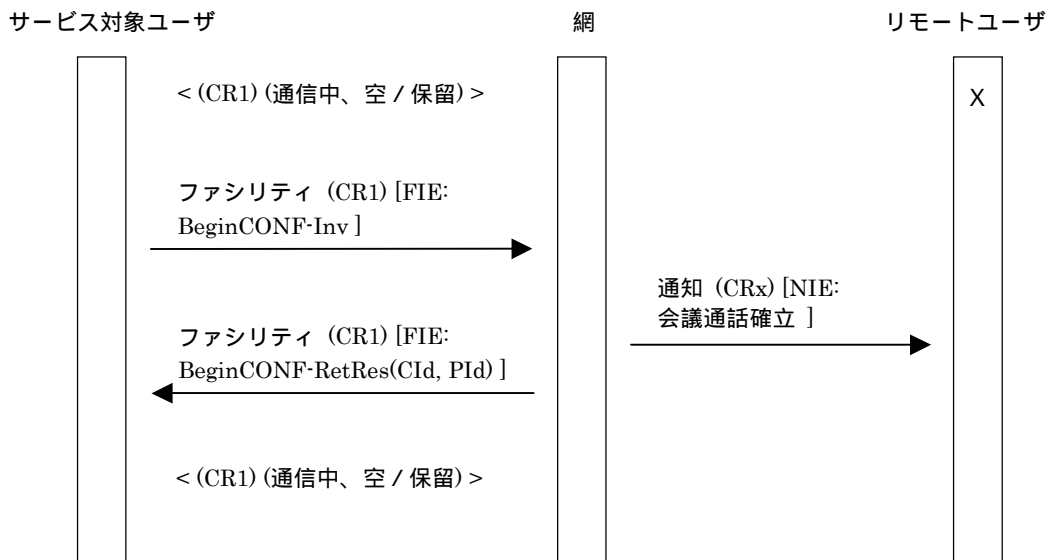 サービス対象ユーザ
網
リモートユーザ
< (CR1) (通信中、空 / 保留) >
X
ファシリティ (CR1) [FIE:
BeginCONF-Inv ]
通知 (CRx) [NIE:
会議通話確立 ]
ファシリティ (CR1) [FIE:
BeginCONF-RetRes(CId, PId) ]
< (CR1) (通信中、空 / 保留) >